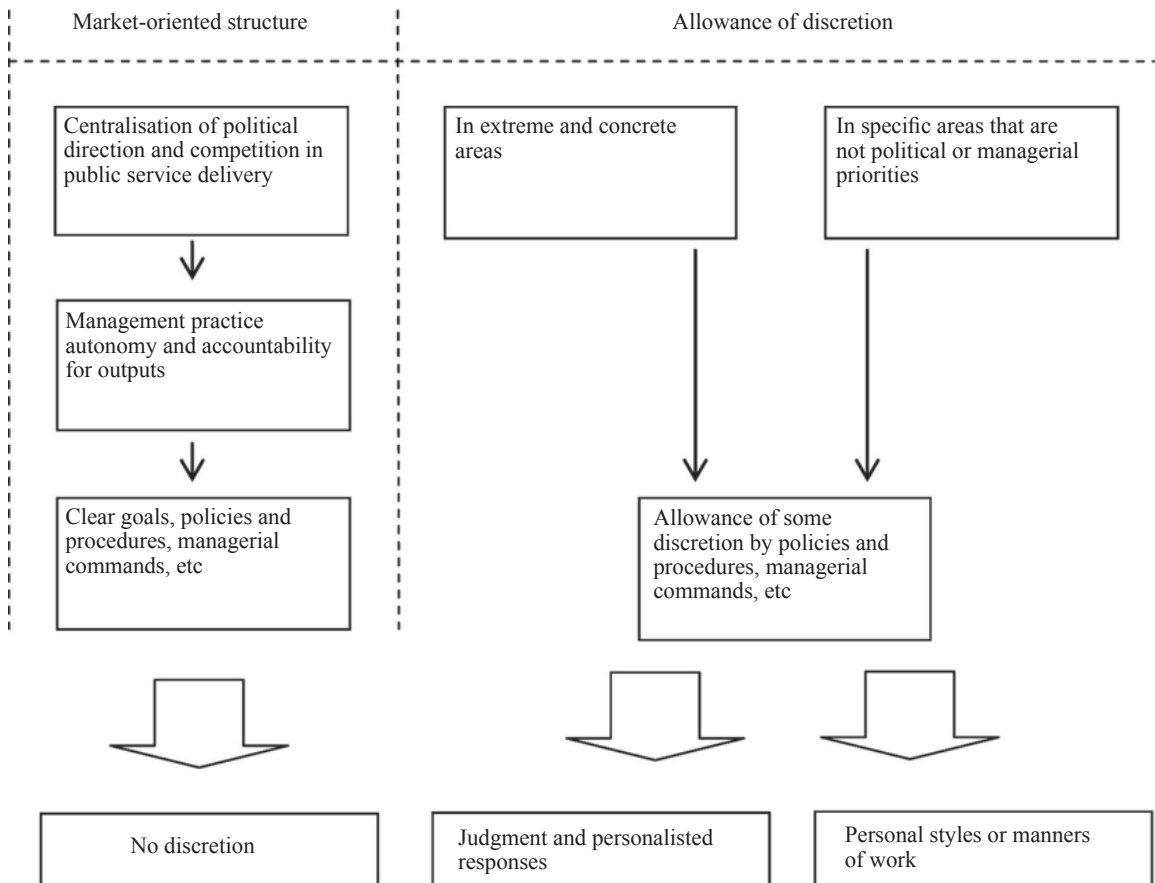 Market-oriented structure
Allowance of discretion
Centralisation of political
direction and competition in
public service delivery
In extreme and concrete
areas
In specific areas that are
not political or managerial
priorities
Management practice
autonomy and accountability
for outputs
Clear goals, policies and
procedures, managerial
commands, etc
Allowance of some
discretion by policies and
procedures, managerial
commands, etc
No discretion
Judgment and personalisted
responses
Personal styles or manners
of work